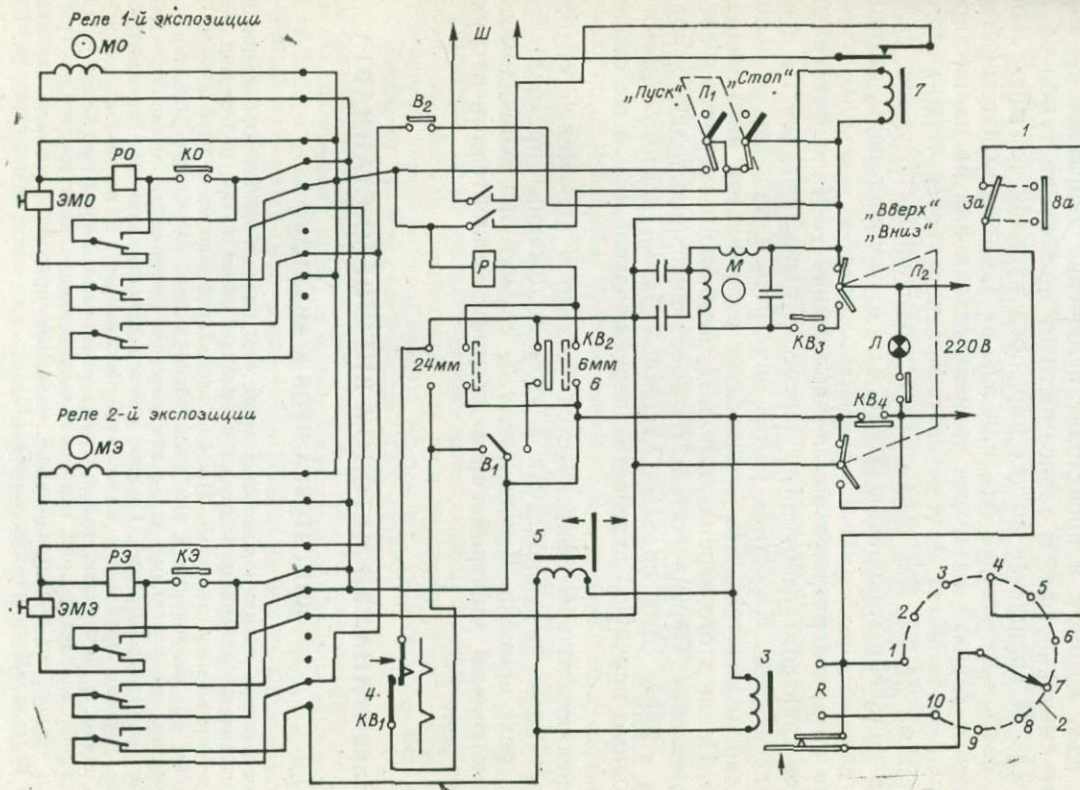 Реле 1-й экспозиции
МО
РО
КО
ЭМО
Ш
В2
„Пуск“
П1
„Стоп“
7
1
3а
8а
„Вверх“
„Вниз“
П2
Р
М
КВ3
Л
220 В
КВ4
24мм
КВ2
6мм
6
В1
Реле 2-й экспозиции
МЭ
РЭ
КЭ
ЭМЭ
5
4
КВ1
3
R
1
2
3
4
5
6
7
8
9
10
2